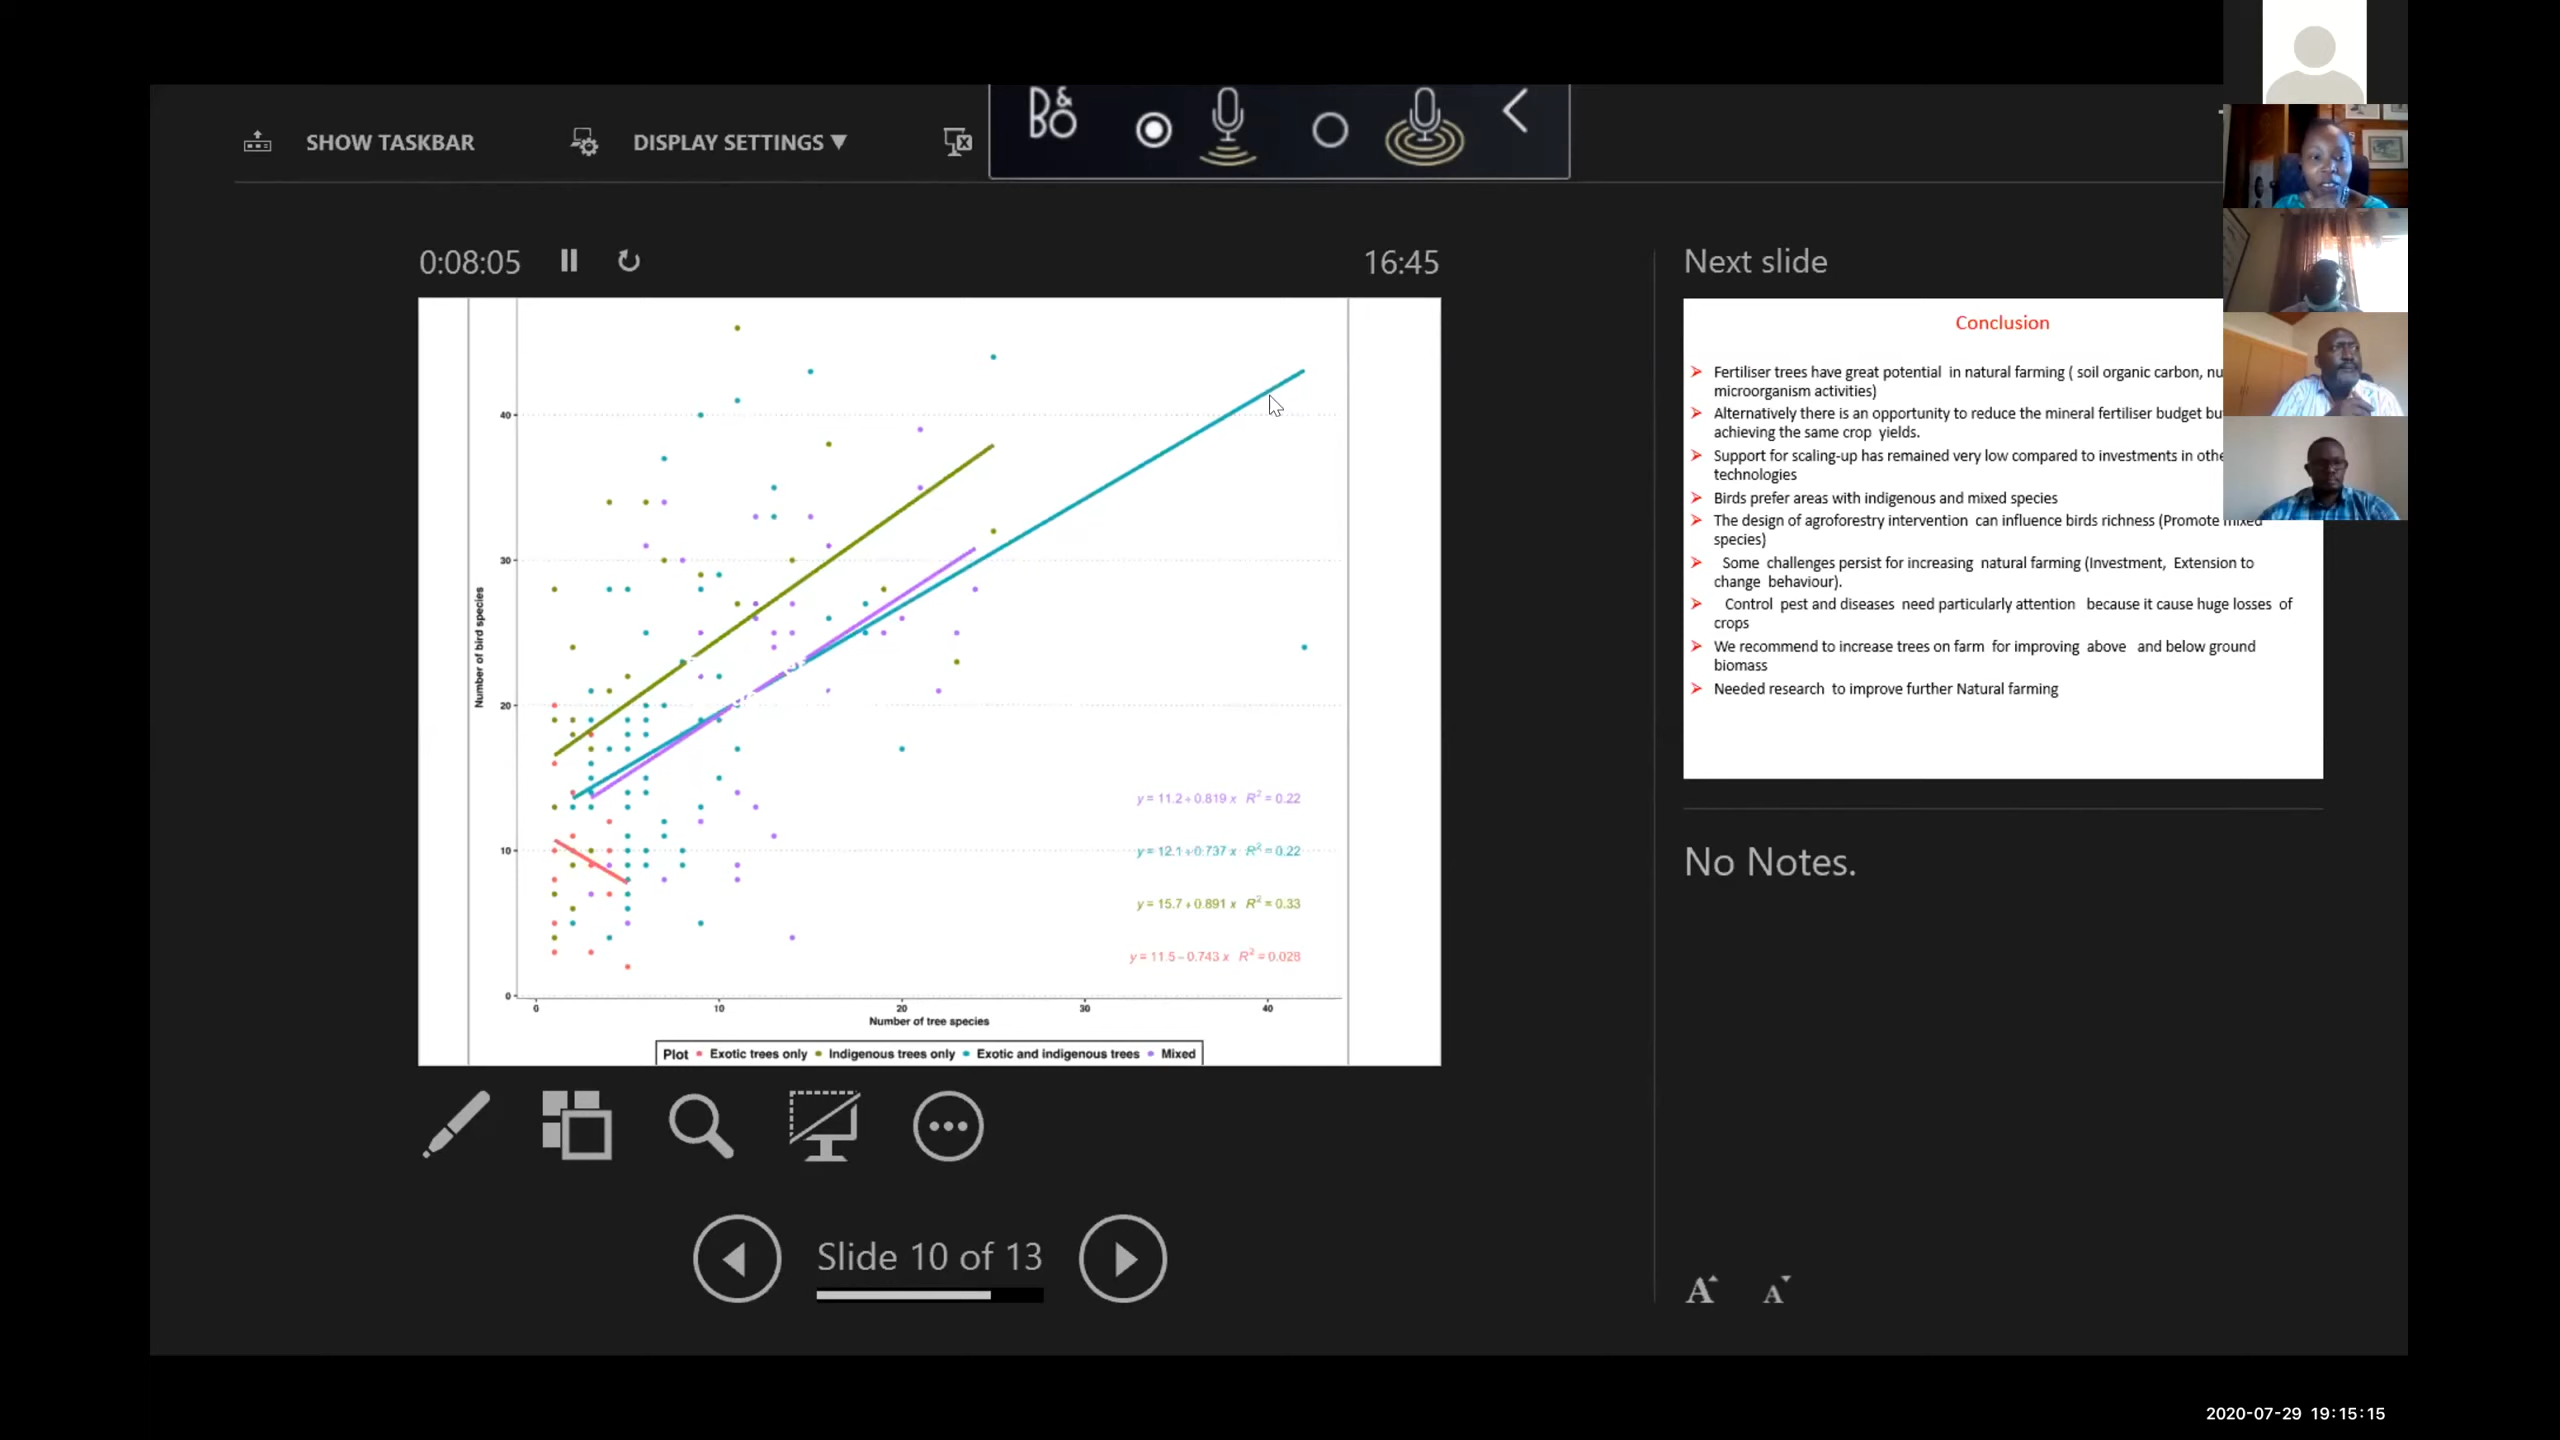 B&O
SHOW TASKBAR
DISPLAY SETTINGS ▼
0:08:05
16:45
Number of bird species
40
30
20
10
0
y = 11.2+0.819 x R² = 0.22
y = 12.1+0.737 x R² = 0.22
y = 15.7+0.891 x R² = 0.33
y = 11.5−0.743 x R² = 0.028
0 10 20 30 40
Number of tree species
Plot Exotic trees only Indigenous trees only Exotic and indigenous trees Mixed
Slide 10 of 13
Next slide
Conclusion
Fertiliser trees have great potential in natural farming ( soil organic carbon, nu
microorganism activities)
Alternatively there is an opportunity to reduce the mineral fertiliser budget bu
achieving the same crop yields.
Support for scaling-up has remained very low compared to investments in othe
technologies
Birds prefer areas with indigenous and mixed species
The design of agroforestry intervention can influence birds richness (Promote mixed
species)
Some challenges persist for increasing natural farming (Investment, Extension to
change behaviour).
Control pest and diseases need particularly attention because it cause huge losses of
crops
We recommend to increase trees on farm for improving above and below ground
biomass
Needed research to improve further Natural farming
No Notes.
A A
2020-07-29 19:15:15